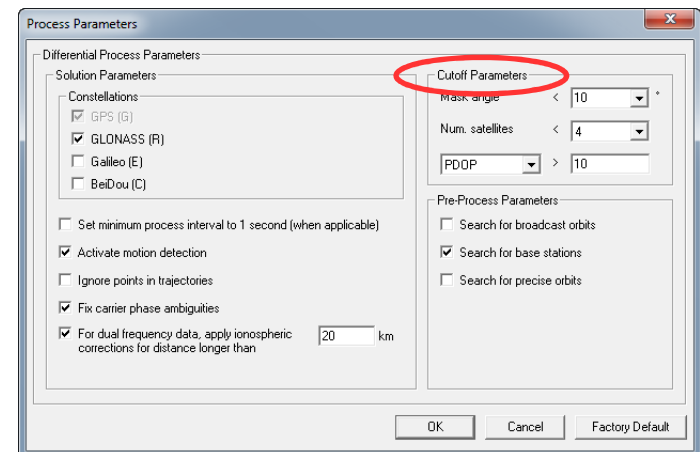 Process Parameters
Differential Process Parameters
Solution Parameters
Constellations
GPS (G)
GLONASS (R)
Galileo (E)
BeiDou (C)
Set minimum process interval to 1 second (when applicable)
Activate motion detection
Ignore points in trajectories
Fix carrier phase ambiguities
For dual frequency data, apply ionospheric
corrections for distance longer than
20 km
Cutoff Parameters
Mask angle < 10 °
Num. satellites < 4
PDOP > 10
Pre-Process Parameters
Search for broadcast orbits
Search for base stations
Search for precise orbits
OK Cancel Factory Default